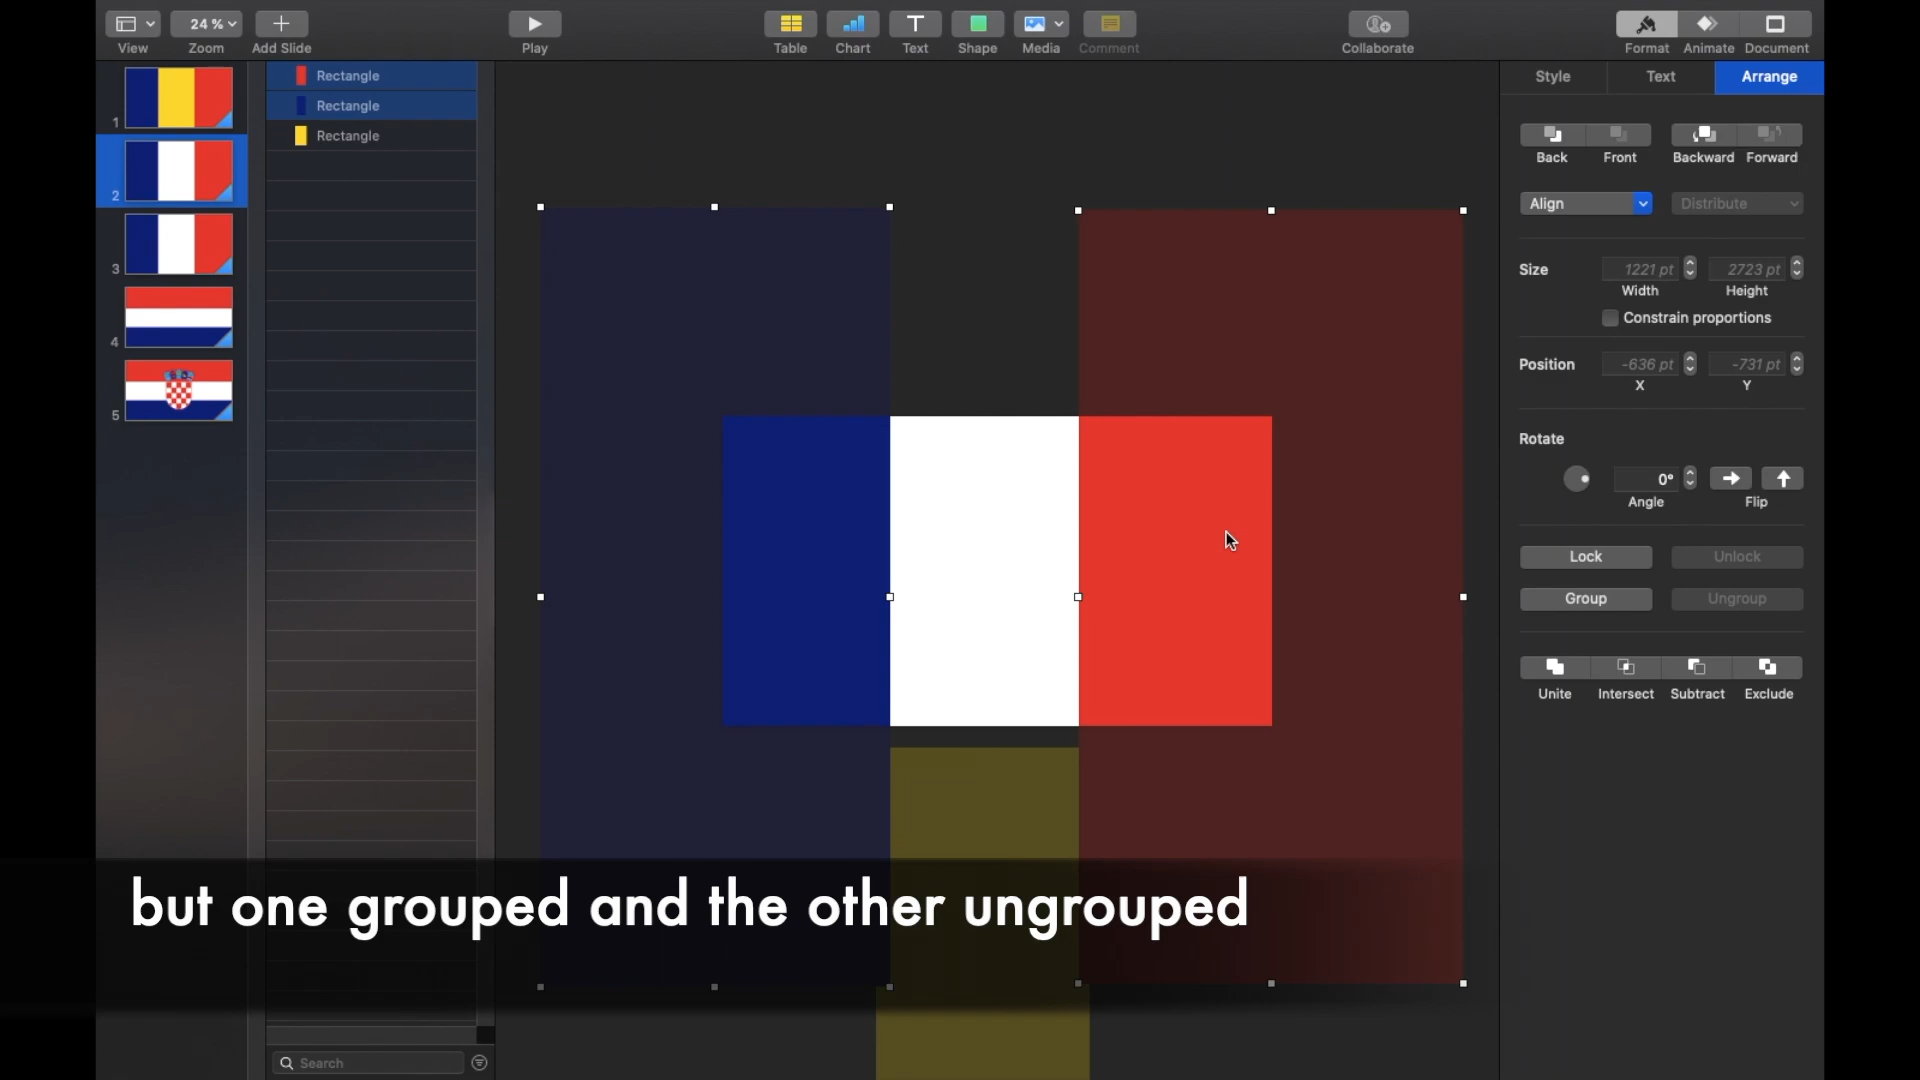 24 %
View
Zoom
Add Slide
Play
Table
Chart
Text
Shape
Media
Comment
Collaborate
Format
Animate
Document
1
2
3
4
5
Rectangle
Rectangle
Rectangle
Search
Style
Text
Arrange
Back
Front
Backward
Forward
Align
Distribute
Size
1221 pt
2723 pt
Width
Height
Constrain proportions
Position
-636 pt
-731 pt
X
Y
Rotate
0°
Angle
Flip
Lock
Unlock
Group
Ungroup
Unite
Intersect
Subtract
Exclude
but one grouped and the other ungrouped